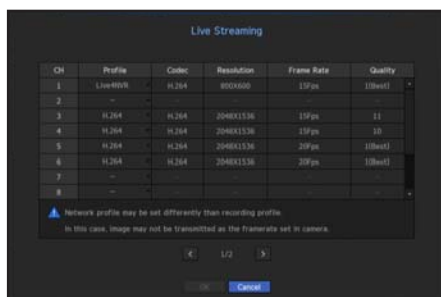 Live Streaming
CH Profile Codec Resolution Frame Rate Quality
1 Live4NVR H.264 800X600 15Fps 1(Best)
2 -
3 H.264 H.264 2048X1536 15Fps 11
4 H.264 H.264 2048X1536 15Fps 10
5 H.264 H.264 2048X1536 20Fps 1(Best)
6 H.264 H.264 2048X1536 20Fps 1(Best)
7 -
8 -
Network profile may be set differently than recording profile.
In this case, image may not be transmitted as the framerate set in camera.
< 1/2 >
OK Cancel